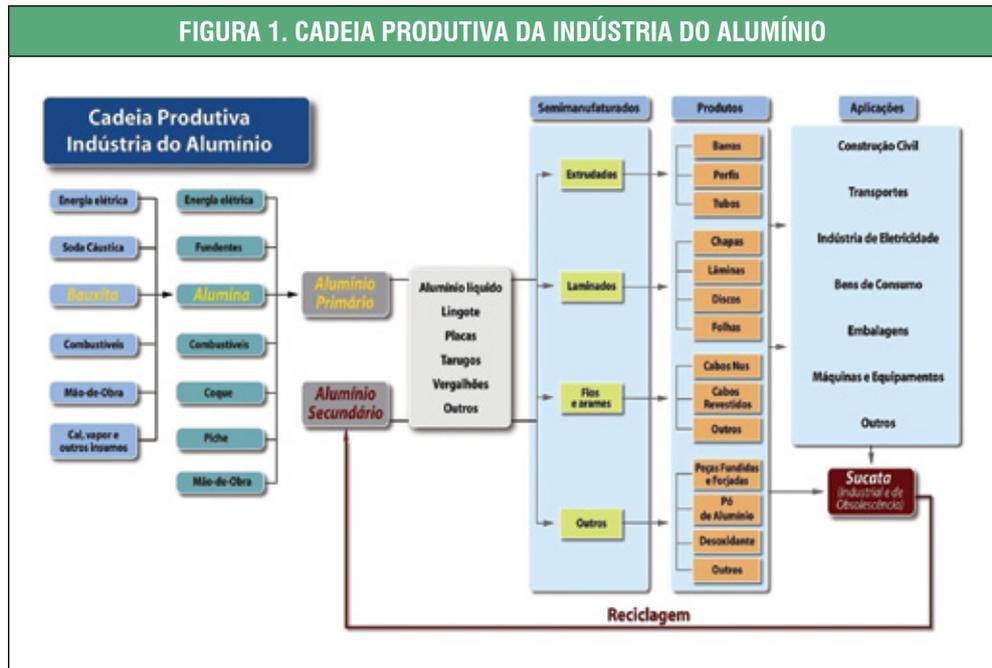 FIGURA 1. CADEIA PRODUTIVA DA INDÚSTRIA DO ALUMÍNIO
Cadeia Produtiva
Indústria do Alumínio
Energia elétrica
Soda Cáustica
Bauxita
Combustíveis
Mão-de-Obra
Cal, vapor e
outros insumos
Energia elétrica
Fundentes
Alumina
Combustíveis
Coque
Piche
Mão-de-Obra
Alumínio
Primário
Alumínio
Secundário
Alumínio líquido
Lingote
Placas
Tarugos
Vergalhões
Outros
Semimanufaturados
Extrudados
Laminados
Fios
e arames
Outros
Produtos
Barras
Perfis
Tubos
Chapas
Lâminas
Discos
Folhas
Cabos Nus
Cabos
Revestidos
Outros
Peças Fundidas
e Forjadas
Pó
de Alumínio
Desoxidante
Outros
Aplicações
Construção Civil
Transportes
Indústria de Eletricidade
Bens de Consumo
Embalagens
Máquinas e Equipamentos
Outros
Sucata
(Industrial e de
Obsolescência)
Reciclagem